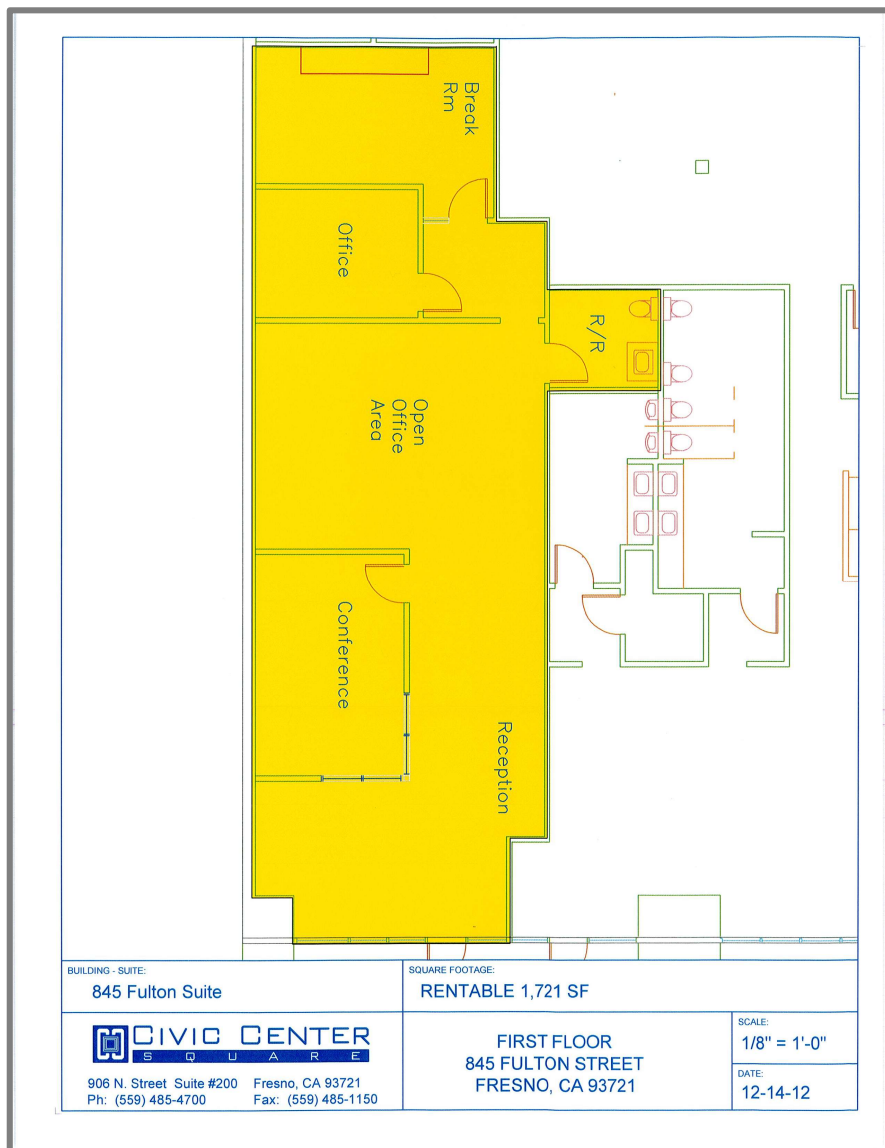 Break
Rm
Office
R/R
Open
Office
Area
Conference
Reception
BUILDING - SUITE:
845 Fulton Suite
SQUARE FOOTAGE:
RENTABLE 1,721 SF
CIVIC CENTER
SQUARE
906 N. Street Suite #200 Fresno, CA 93721
Ph: (559) 485-4700 Fax: (559) 485-1150
FIRST FLOOR
845 FULTON STREET
FRESNO, CA 93721
SCALE:
1/8" = 1'-0"
DATE:
12-14-12